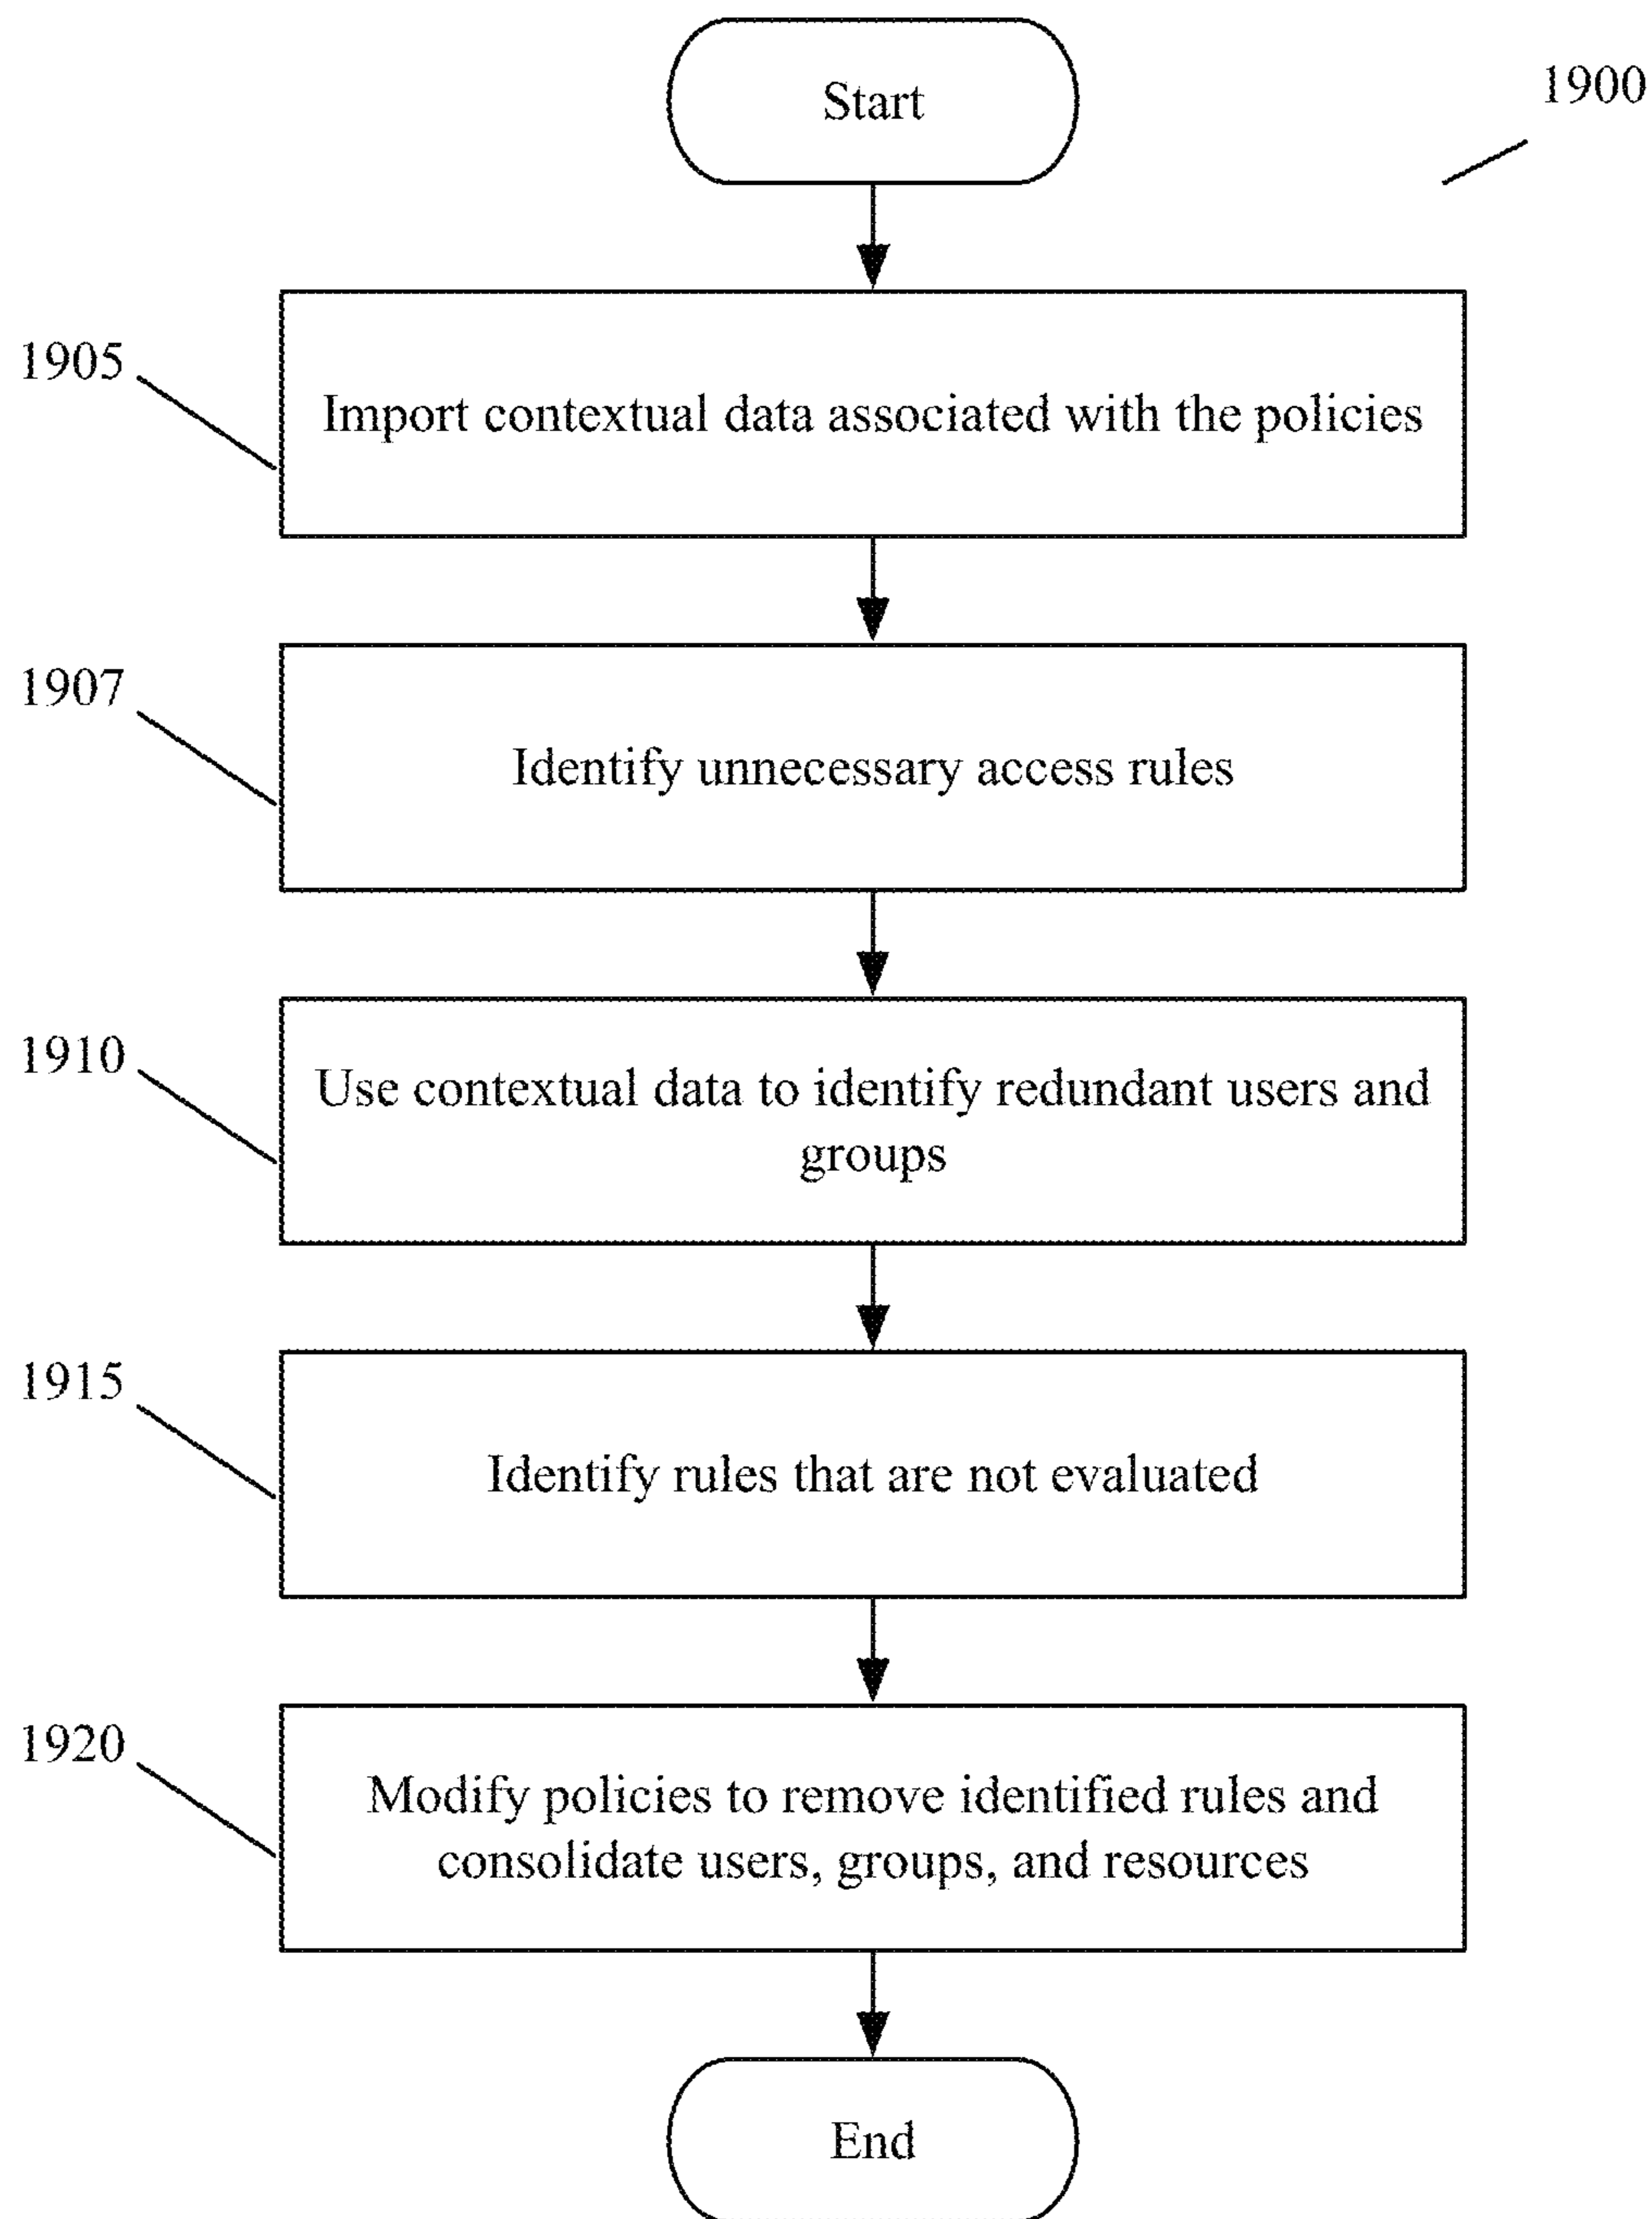 Start
1900
1905
Import contextual data associated with the policies
1907
Identify unnecessary access rules
1910
Use contextual data to identify redundant users and
groups
1915
Identify rules that are not evaluated
1920
Modify policies to remove identified rules and
consolidate users, groups, and resources
End